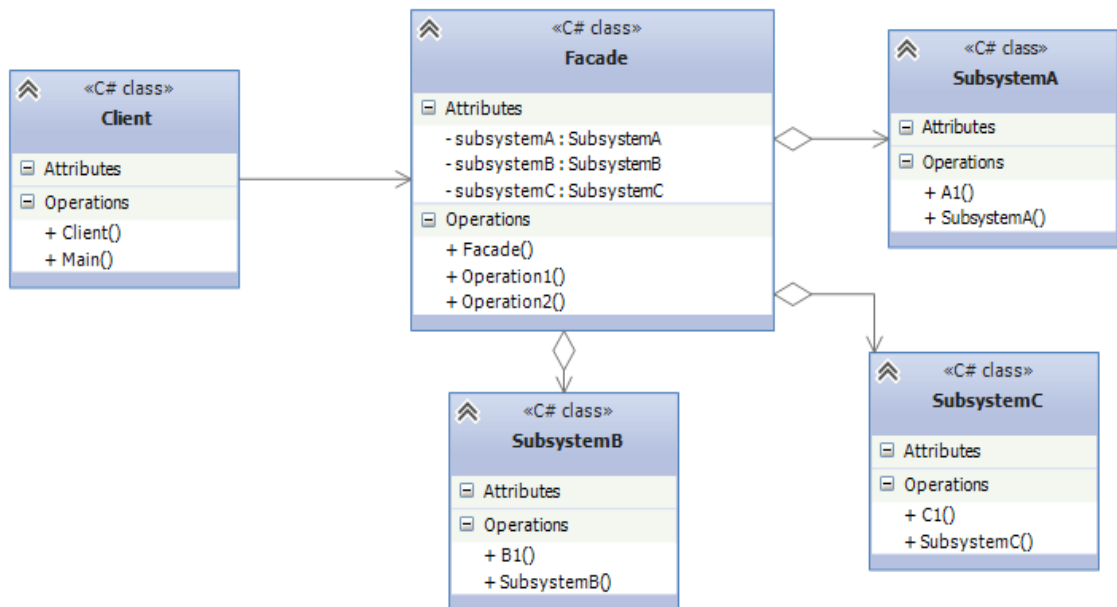 «C# class»
Client
Attributes
Operations
+ Client()
+ Main()
«C# class»
Facade
Attributes
- subsystemA : SubsystemA
- subsystemB : SubsystemB
- subsystemC : SubsystemC
Operations
+ Facade()
+ Operation1()
+ Operation2()
«C# class»
SubsystemA
Attributes
Operations
+ A1()
+ SubsystemA()
«C# class»
SubsystemB
Attributes
Operations
+ B1()
+ SubsystemB()
«C# class»
SubsystemC
Attributes
Operations
+ C1()
+ SubsystemC()